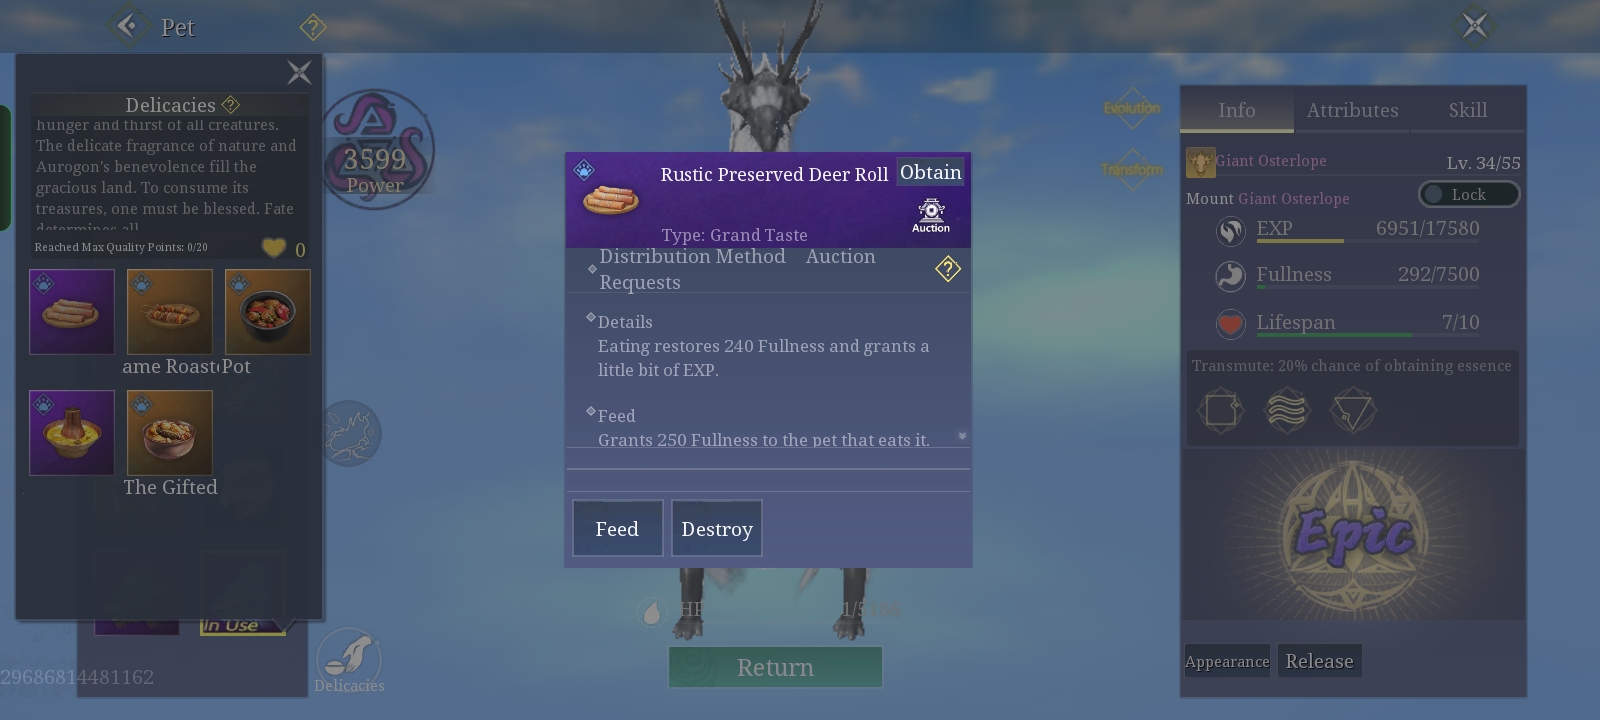 Pet
Delicacies
hunger and thirst of all creatures.
The delicate fragrance of nature and
Aurogon's benevolence fill the
gracious land. To consume its
treasures, one must be blessed. Fate
determines all
Reached Max Quality Points: 0/20
0
ame Roast
Pot
The Gifted
In Use
29686814481162
3599
Power
Delicacies
Rustic Preserved Deer Roll
Obtain
Auction
Type: Grand Taste
Distribution Method Auction
Requests
Details
Eating restores 240 Fullness and grants a
little bit of EXP.
Feed
Grants 250 Fullness to the pet that eats it.
Feed
Destroy
HP
Return
Evolution
Transform
Info
Attributes
Skill
Giant Osterlope
Lv. 34/55
Mount Giant Osterlope
Lock
EXP 6951/17580
Fullness 292/7500
Lifespan 7/10
Transmute: 20% chance of obtaining essence
Epic
Appearance
Release